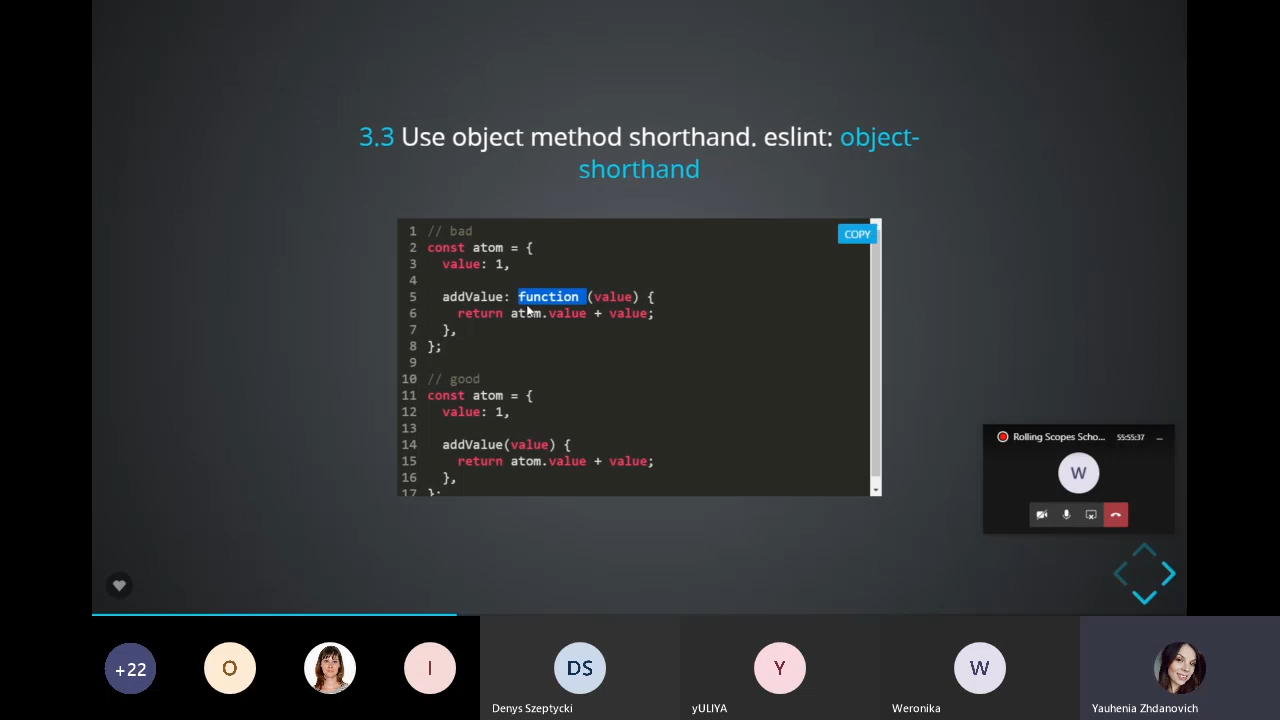 3.3 Use object method shorthand. eslint: object-
shorthand
COPY
1 // bad
2 const atom = {
3 value: 1,
4
5 addValue: function (value) {
6 return atom.value + value;
7 },
8 };
9
10 // good
11 const atom = {
12 value: 1,
13
14 addValue(value) {
15 return atom.value + value;
16 },
17 };
Rolling Scopes Scho... 55:55:37
W
+22
O
I
DS
Y
W
Denys Szeptycki
yULIYA
Weronika
Yauhenia Zhdanovich